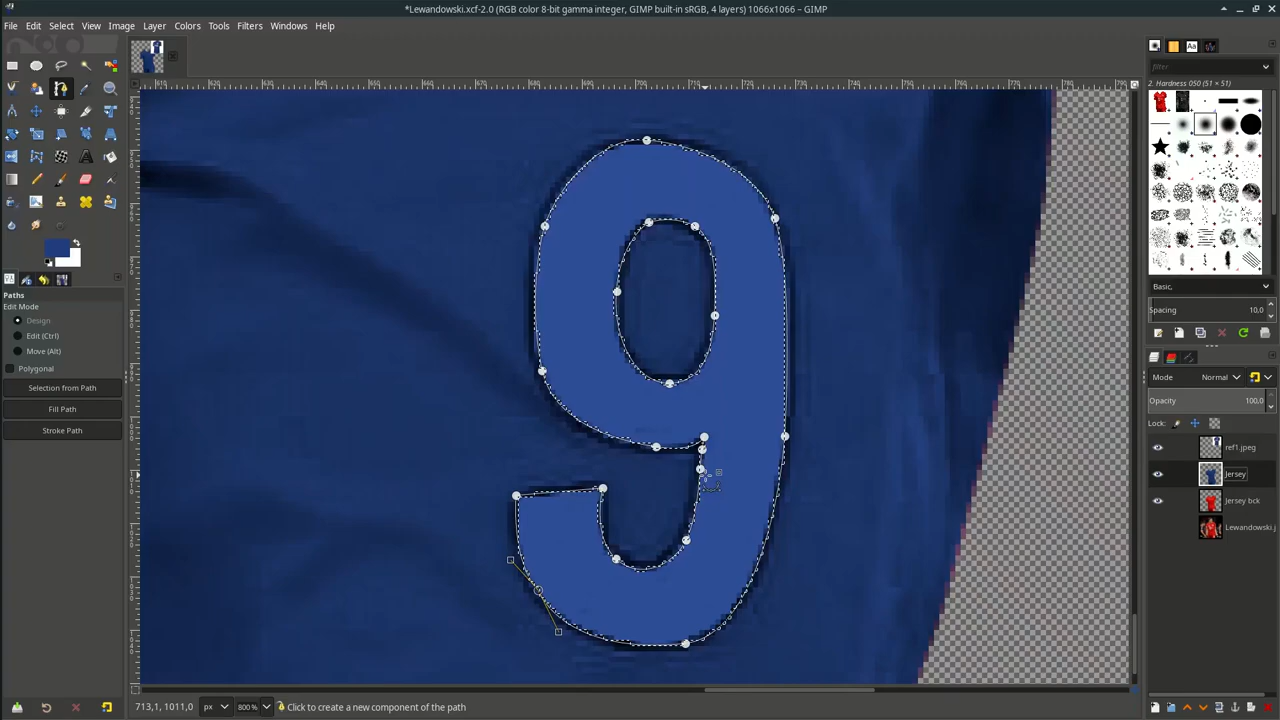 *Lewandowski.xcf-2.0 (RGB color 8-bit gamma integer, GIMP built-in sRGB, 4 layers) 1066x1066 – GIMP
File Edit Select View Image Layer Colors Tools Filters Windows Help
filter
2. Hardness 050 (51 × 51)
Basic,
Spacing 10.0
Paths
Edit Mode
Design
Edit (Ctrl)
Move (Alt)
Polygonal
Selection from Path
Fill Path
Stroke Path
Mode Normal
Opacity 100.0
Lock:
ref1.jpeg
Jersey
Jersey bck
Lewandowski.j
9
713,1, 1011,0 px 800% Click to create a new component of the path